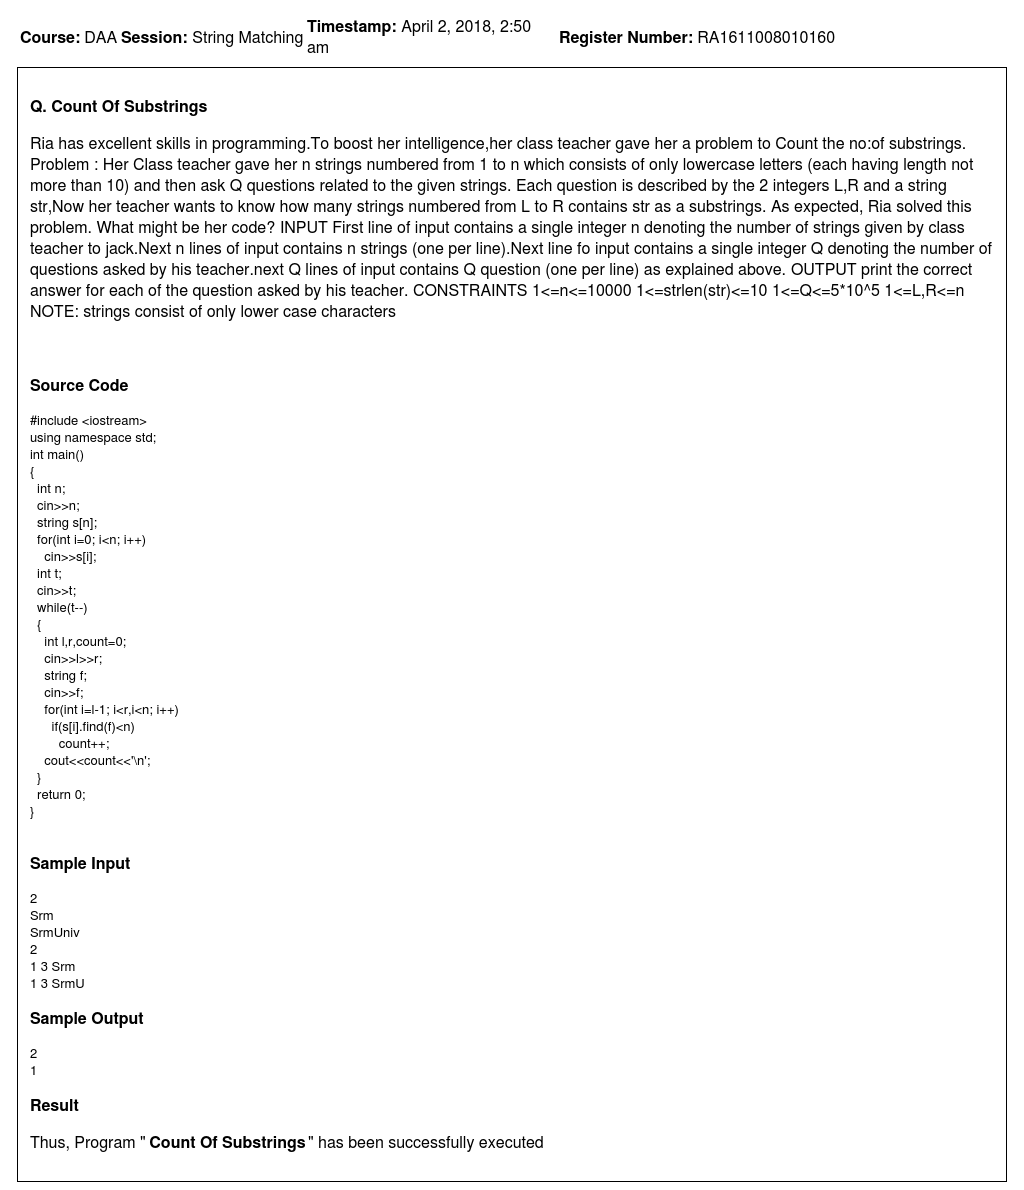 Course: DAA Session: String Matching Timestamp: April 2, 2018, 2:50 am Register Number: RA1611008010160
Q. Count Of Substrings
Ria has excellent skills in programming.To boost her intelligence,her class teacher gave her a problem to Count the no:of substrings.
Problem : Her Class teacher gave her n strings numbered from 1 to n which consists of only lowercase letters (each having length not
more than 10) and then ask Q questions related to the given strings. Each question is described by the 2 integers L,R and a string
str,Now her teacher wants to know how many strings numbered from L to R contains str as a substrings. As expected, Ria solved this
problem. What might be her code? INPUT First line of input contains a single integer n denoting the number of strings given by class
teacher to jack.Next n lines of input contains n strings (one per line).Next line fo input contains a single integer Q denoting the number of
questions asked by his teacher.next Q lines of input contains Q question (one per line) as explained above. OUTPUT print the correct
answer for each of the question asked by his teacher. CONSTRAINTS 1<=n<=10000 1<=strlen(str)<=10 1<=Q<=5*10^5 1<=L,R<=n
NOTE: strings consist of only lower case characters
Source Code
#include <iostream>
using namespace std;
int main()
{
int n;
cin>>n;
string s[n];
for(int i=0; i<n; i++)
cin>>s[i];
int t;
cin>>t;
while(t--)
{
int l,r,count=0;
cin>>l>>r;
string f;
cin>>f;
for(int i=l-1; i<r,i<n; i++)
if(s[i].find(f)<n)
count++;
cout<<count<<'\n';
}
return 0;
}
Sample Input
2
Srm
SrmUniv
2
1 3 Srm
1 3 SrmU
Sample Output
2
1
Result
Thus, Program " Count Of Substrings " has been successfully executed